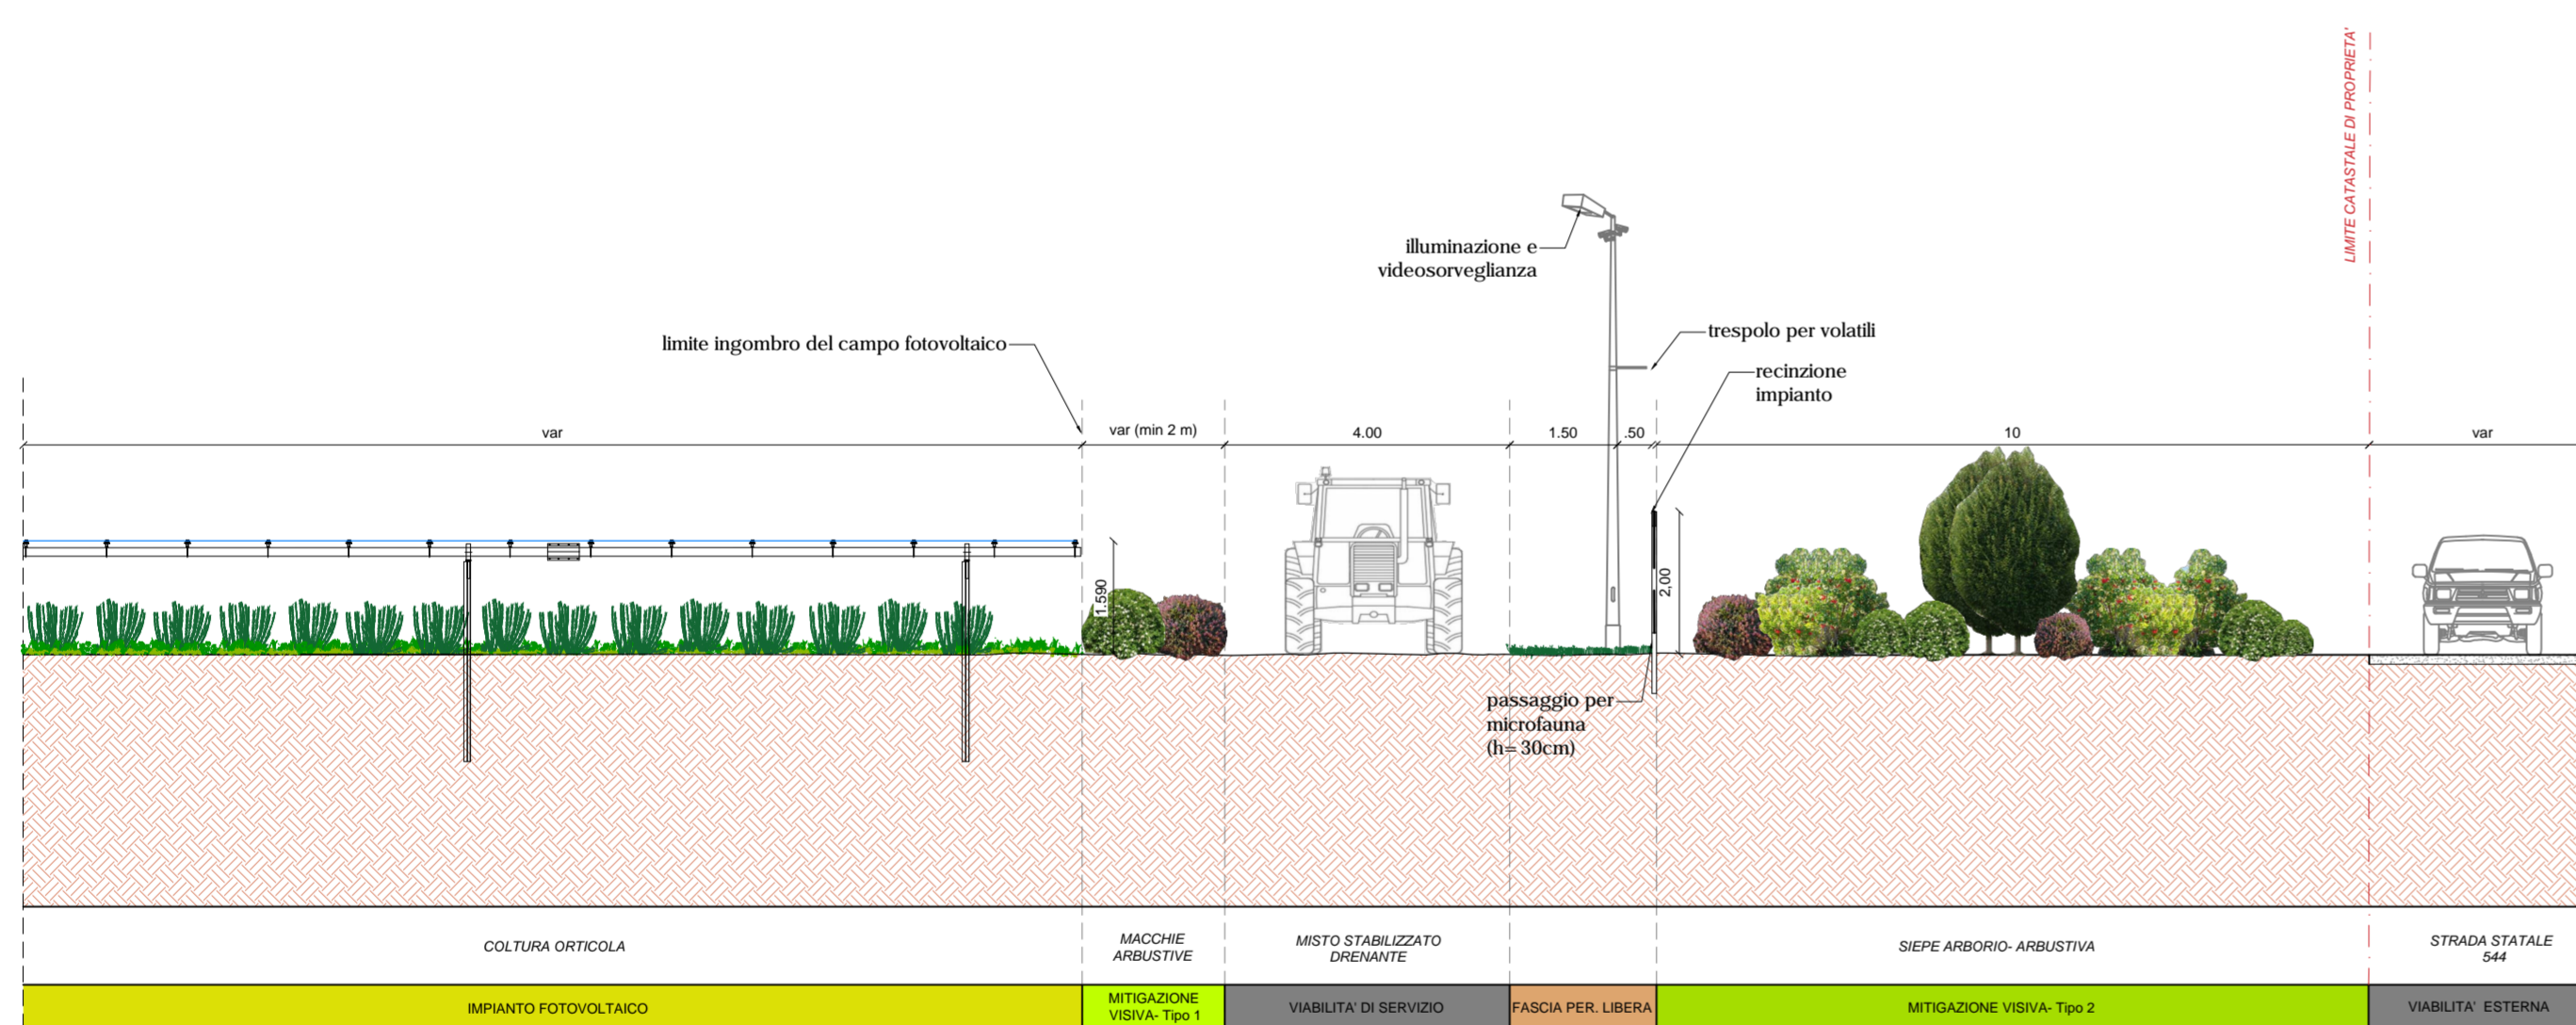 LIMITE CATASTALE DI PROPRIETA'
illuminazione e
videosorveglianza
trespolo per volatili
limite ingombro del campo fotovoltaico
recinzione
impianto
var
var (min 2 m)
4.00
1.50
.50
10
var
1.590
2,00
passaggio per
microfauna
(h= 30cm)
COLTURA ORTICOLA
MACCHIE
ARBUSTIVE
MISTO STABILIZZATO
DRENANTE
SIEPE ARBORIO- ARBUSTIVA
STRADA STATALE
544
IMPIANTO FOTOVOLTAICO
MITIGAZIONE
VISIVA- Tipo 1
VIABILITA' DI SERVIZIO
FASCIA PER. LIBERA
MITIGAZIONE VISIVA- Tipo 2
VIABILITA' ESTERNA